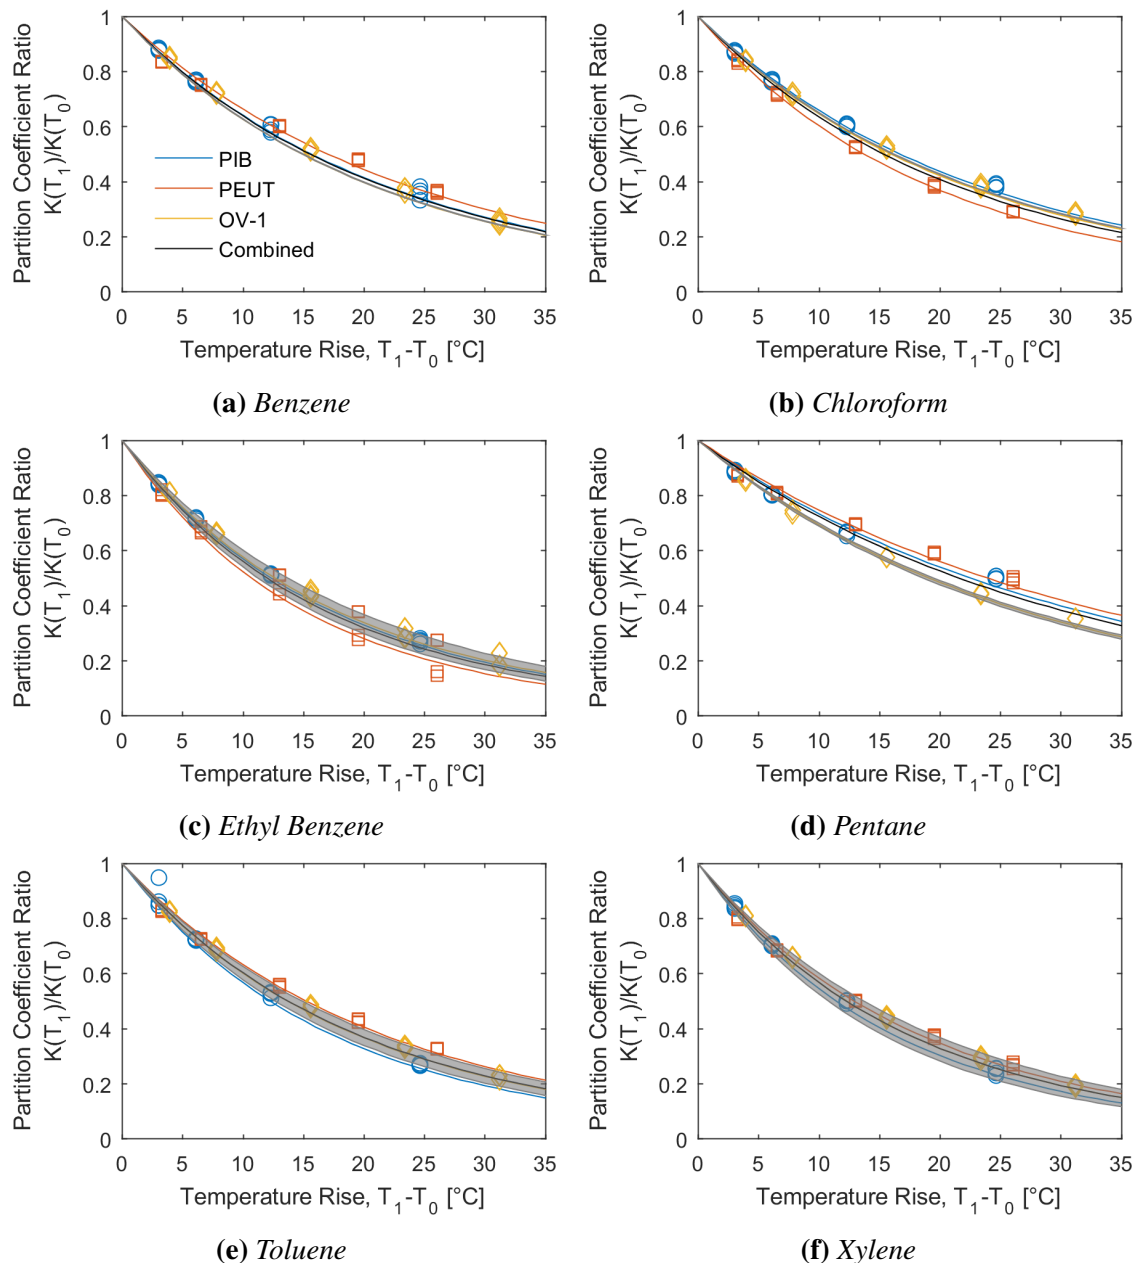 Partition Coefficient Ratio
K(T₁)/K(T₀)
1
0.8
0.6
0.4
0.2
0
PIB
PEUT
OV-1
Combined
0 5 10 15 20 25 30 35
Temperature Rise, T₁-T₀ [°C]
(a) Benzene
Partition Coefficient Ratio
K(T₁)/K(T₀)
1
0.8
0.6
0.4
0.2
0
0 5 10 15 20 25 30 35
Temperature Rise, T₁-T₀ [°C]
(b) Chloroform
Partition Coefficient Ratio
K(T₁)/K(T₀)
1
0.8
0.6
0.4
0.2
0
0 5 10 15 20 25 30 35
Temperature Rise, T₁-T₀ [°C]
(c) Ethyl Benzene
Partition Coefficient Ratio
K(T₁)/K(T₀)
1
0.8
0.6
0.4
0.2
0
0 5 10 15 20 25 30 35
Temperature Rise, T₁-T₀ [°C]
(d) Pentane
Partition Coefficient Ratio
K(T₁)/K(T₀)
1
0.8
0.6
0.4
0.2
0
0 5 10 15 20 25 30 35
Temperature Rise, T₁-T₀ [°C]
(e) Toluene
Partition Coefficient Ratio
K(T₁)/K(T₀)
1
0.8
0.6
0.4
0.2
0
0 5 10 15 20 25 30 35
Temperature Rise, T₁-T₀ [°C]
(f) Xylene